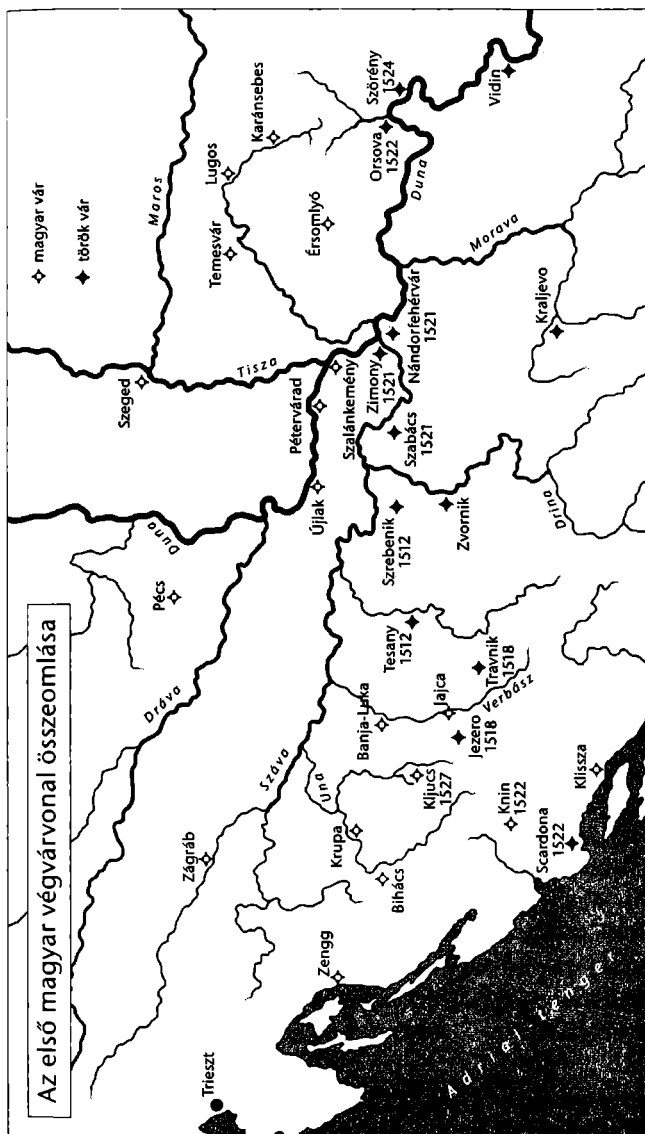 Az első magyar végvárvonal összeomlása
magyar vár
török vár
Maros
Lugos
Karánsebes
Temesvár
Érsomlyó
Szörény
1524
Orsova
1522
Vidin
Duna
Morava
Kraljevo
Szeged
Tisza
Pétervárad
Szalánkemény
Zimony
1521
Nándorfehérvár
1521
Szabács
1521
Újlak
Duna
Pécs
Dráva
Szrebenik
1512
Zvornik
Drina
Tesany
1512
Travnik
1518
Száva
Banja-Luka
Jajca
Verbász
Jezero
1518
Una
Kljucs
1527
Krupa
Bihács
Knin
1522
Klissza
Scardona
1522
Zágráb
Zengg
Trieszt
Adriai-tenger